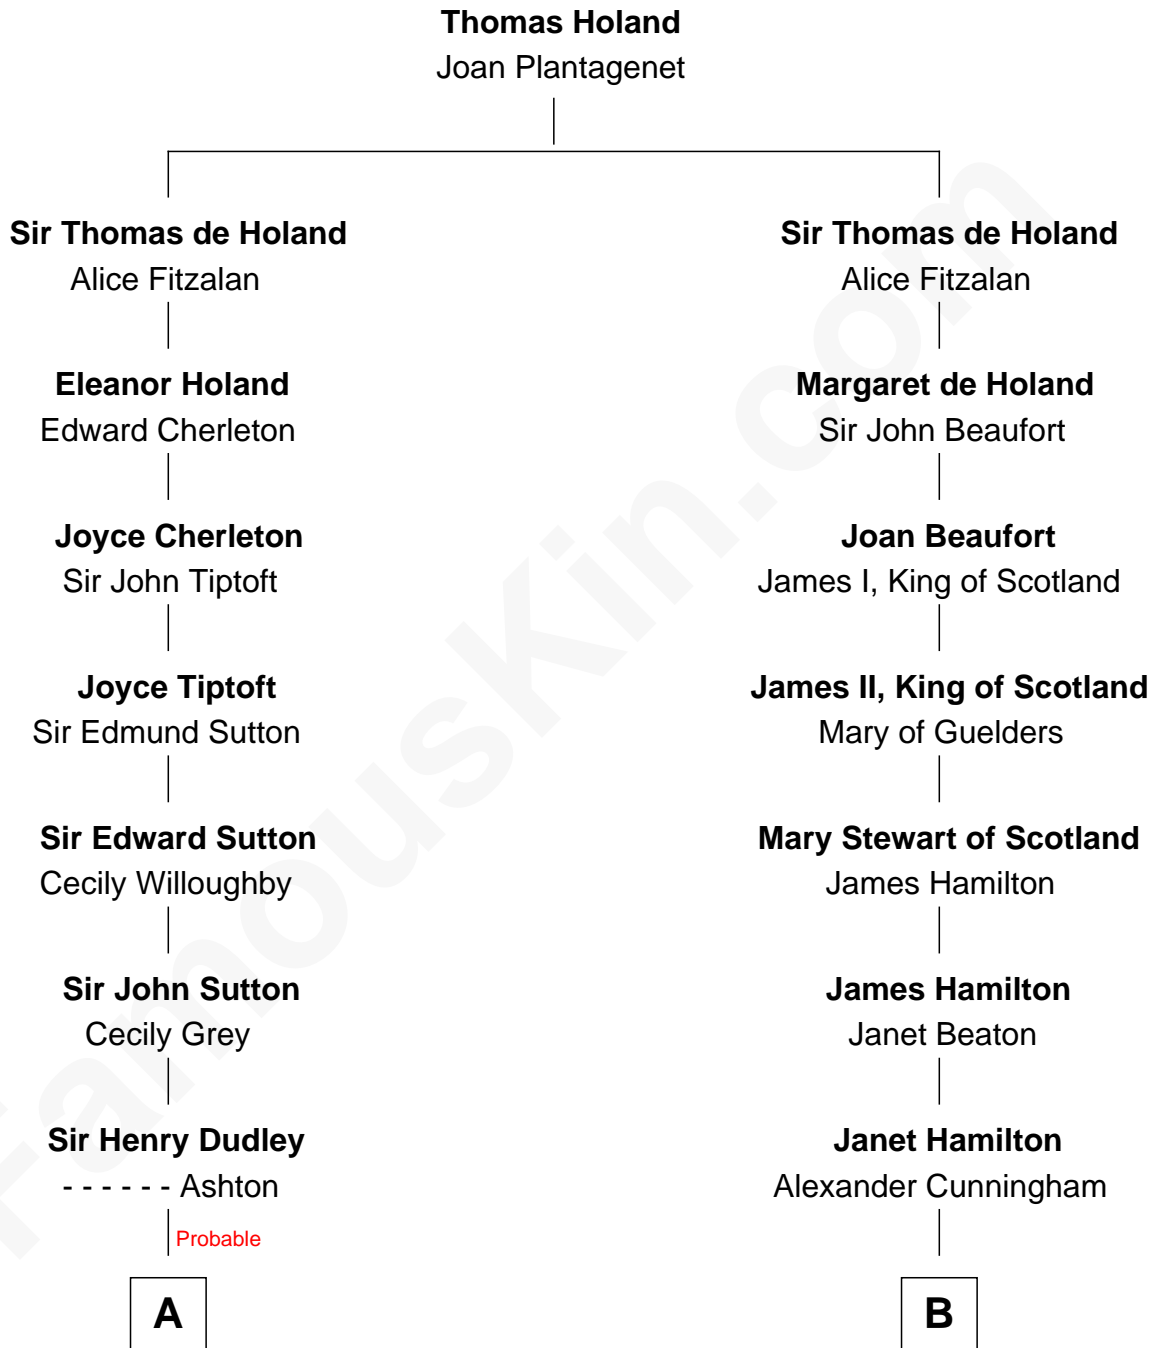 Thomas Holand
Joan Plantagenet
Sir Thomas de Holand
Alice Fitzalan
Eleanor Holand
Edward Cherleton
Joyce Cherleton
Sir John Tiptoft
Joyce Tiptoft
Sir Edmund Sutton
Sir Edward Sutton
Cecily Willoughby
Sir John Sutton
Cecily Grey
Sir Henry Dudley
- - - - - - Ashton
Probable
A
Sir Thomas de Holand
Alice Fitzalan
Margaret de Holand
Sir John Beaufort
Joan Beaufort
James I, King of Scotland
James II, King of Scotland
Mary of Guelders
Mary Stewart of Scotland
James Hamilton
James Hamilton
Janet Beaton
Janet Hamilton
Alexander Cunningham
B
FamousKin.com